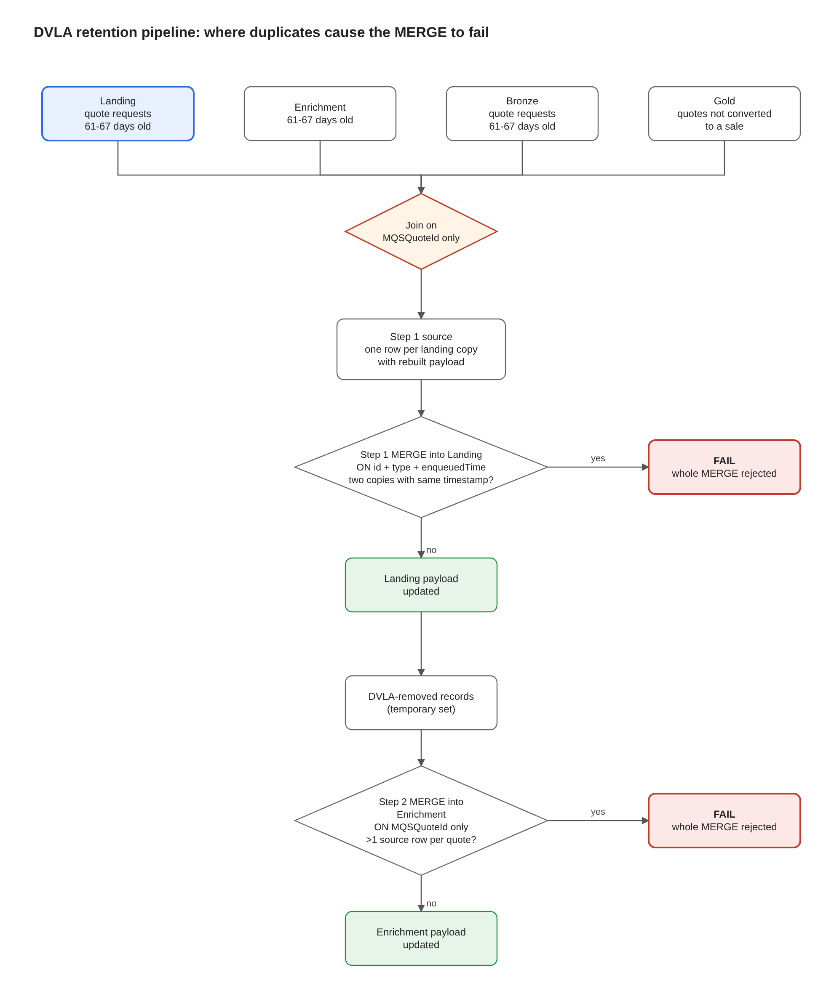 DVLA retention pipeline: where duplicates cause the MERGE to fail
Landing
quote requests
61-67 days old
Enrichment
61-67 days old
Bronze
quote requests
61-67 days old
Gold
quotes not converted
to a sale
Join on
MQSQuoteId only
Step 1 source
one row per landing copy
with rebuilt payload
Step 1 MERGE into Landing
ON id + type + enqueuedTime
two copies with same timestamp?
yes
FAIL
whole MERGE rejected
no
Landing payload
updated
DVLA-removed records
(temporary set)
Step 2 MERGE into
Enrichment
ON MQSQuoteId only
>1 source row per quote?
yes
FAIL
whole MERGE rejected
no
Enrichment payload
updated